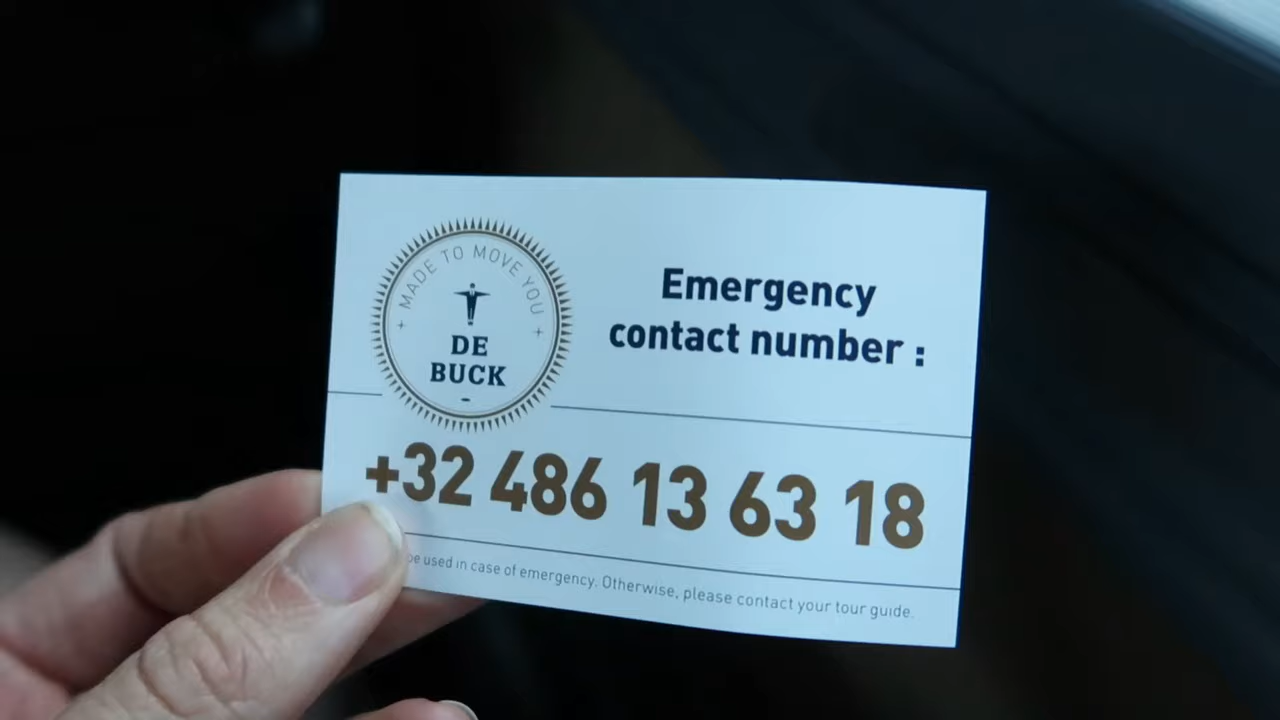 MADE TO MOVE YOU
DE
BUCK
Emergency
contact number :
+32 486 13 63 18
be used in case of emergency. Otherwise, please contact your tour guide.